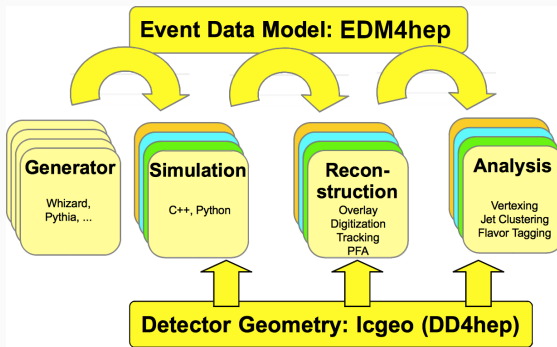 Event Data Model: EDM4hep
Generator
Whizard,
Pythia, ...
Simulation
C++, Python
Recon-
struction
Overlay
Digitization
Tracking
PFA
Analysis
Vertexing
Jet Clustering
Flavor Tagging
Detector Geometry: lcgeo (DD4hep)